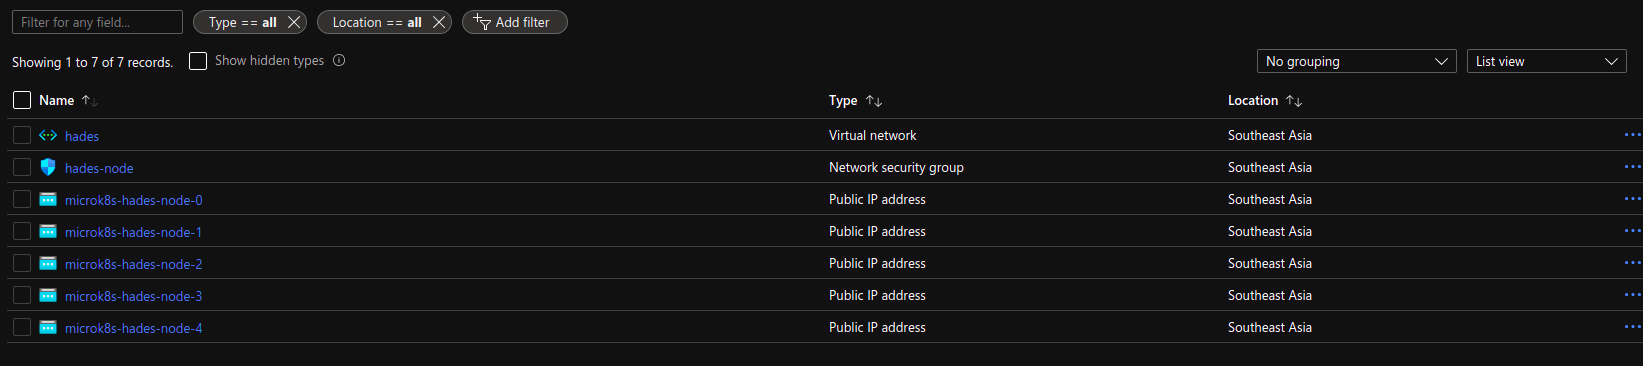 Filter for any field... Type == all Location == all Add filter
Showing 1 to 7 of 7 records. Show hidden types No grouping List view
Name Type Location
hades Virtual network Southeast Asia
hades-node Network security group Southeast Asia
microk8s-hades-node-0 Public IP address Southeast Asia
microk8s-hades-node-1 Public IP address Southeast Asia
microk8s-hades-node-2 Public IP address Southeast Asia
microk8s-hades-node-3 Public IP address Southeast Asia
microk8s-hades-node-4 Public IP address Southeast Asia